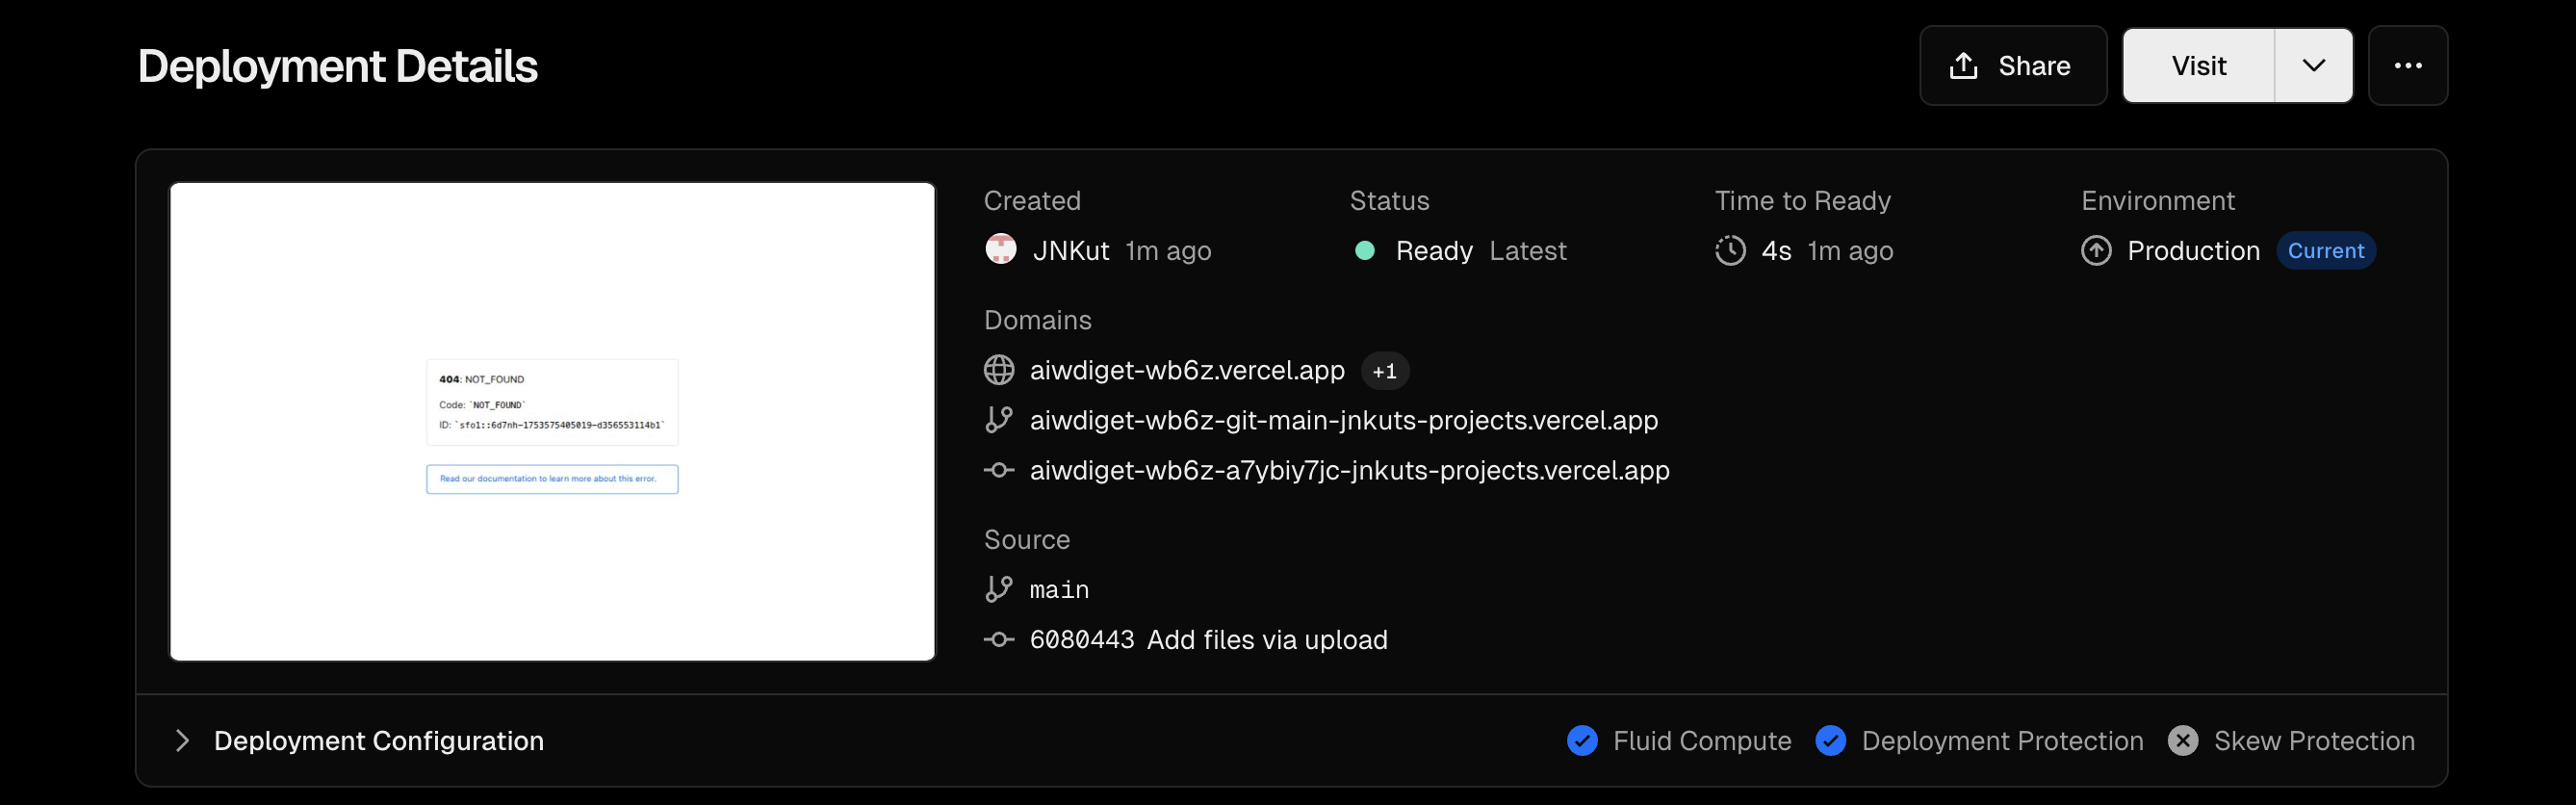 Deployment Details
Share
Visit
404: NOT_FOUND
Code: `NOT_FOUND`
ID: `sfo1::6d7nh-1753575405019-d356553114b1`
Read our documentation to learn more about this error.
Created
JNKut 1m ago
Status
Ready Latest
Time to Ready
4s 1m ago
Environment
Production Current
Domains
aiwdiget-wb6z.vercel.app +1
aiwdiget-wb6z-git-main-jnkuts-projects.vercel.app
aiwdiget-wb6z-a7ybiy7jc-jnkuts-projects.vercel.app
Source
main
6080443 Add files via upload
Deployment Configuration
Fluid Compute
Deployment Protection
Skew Protection